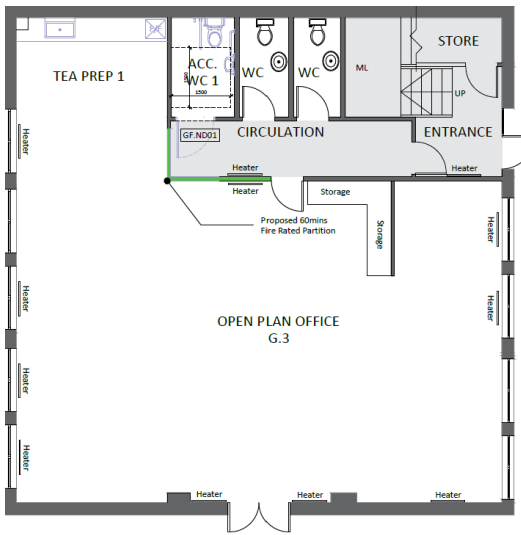 STORE
TEA PREP 1
ACC.
WC 1
1500
WC
WC
ML
UP
GF.ND01
CIRCULATION
ENTRANCE
Heater
Heater
Heater
Heater
Storage
Storage
Proposed 60mins
Fire Rated Partition
Heater
Heater
Heater
OPEN PLAN OFFICE
G.3
Heater
Heater
Heater
Heater
Heater